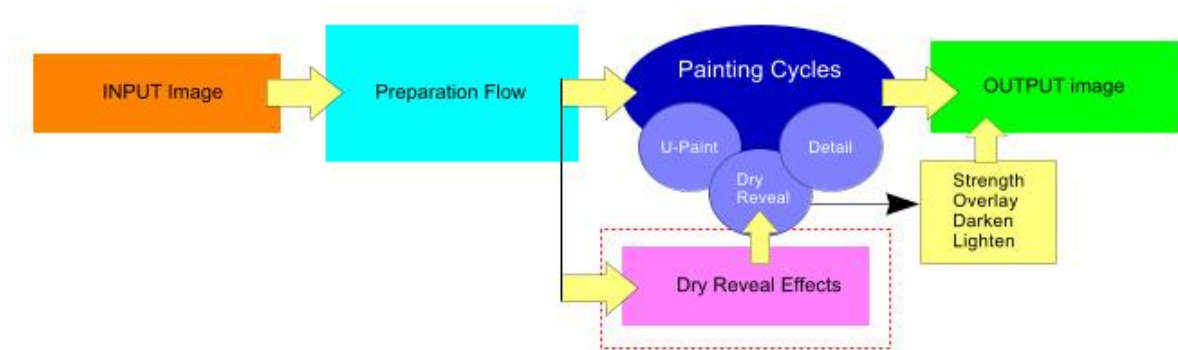 INPUT Image
Preparation Flow
Painting Cycles
OUTPUT image
U-Paint
Detail
Dry
Reveal
Strength
Overlay
Darken
Lighten
Dry Reveal Effects